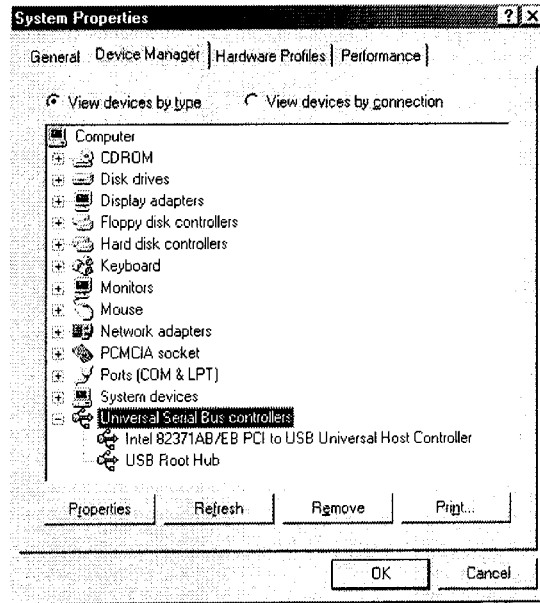 System Properties
General Device Manager Hardware Profiles Performance
View devices by type View devices by connection
Computer
CDROM
Disk drives
Display adapters
Floppy disk controllers
Hard disk controllers
Keyboard
Monitors
Mouse
Network adapters
PCMCIA socket
Ports (COM & LPT)
System devices
Universal Serial Bus controllers
Intel 82371AB/EB PCI to USB Universal Host Controller
USB Root Hub
Properties Refresh Remove Print...
OK Cancel